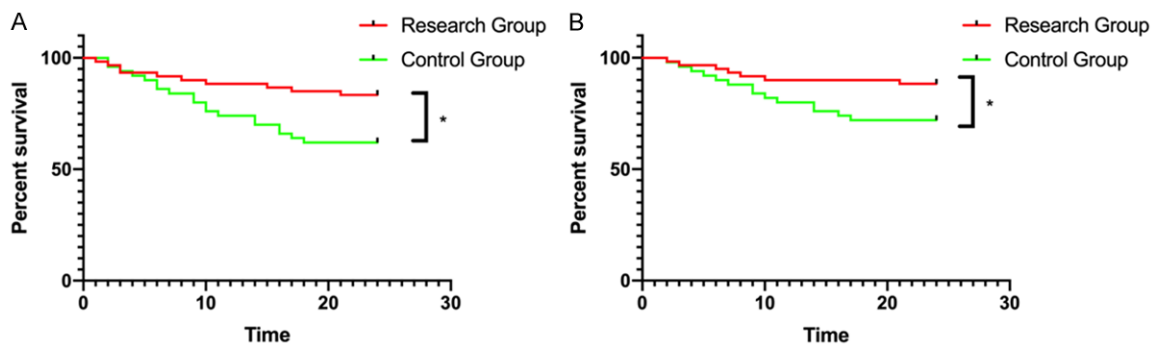 A
Research Group
Control Group
Percent survival
100
50
0
*
0 10 20 30
Time
B
Research Group
Control Group
Percent survival
100
50
0
*
0 10 20 30
Time